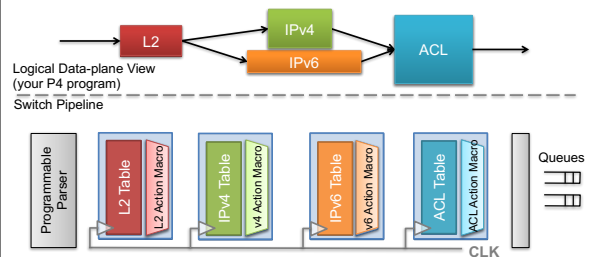 L2
IPv4
IPv6
ACL
Logical Data-plane View
(your P4 program)
Switch Pipeline
Programmable
Parser
L2 Table
L2 Action Macro
IPv4 Table
v4 Action Macro
IPv6 Table
v6 Action Macro
ACL Table
ACL Action Macro
Queues
CLK